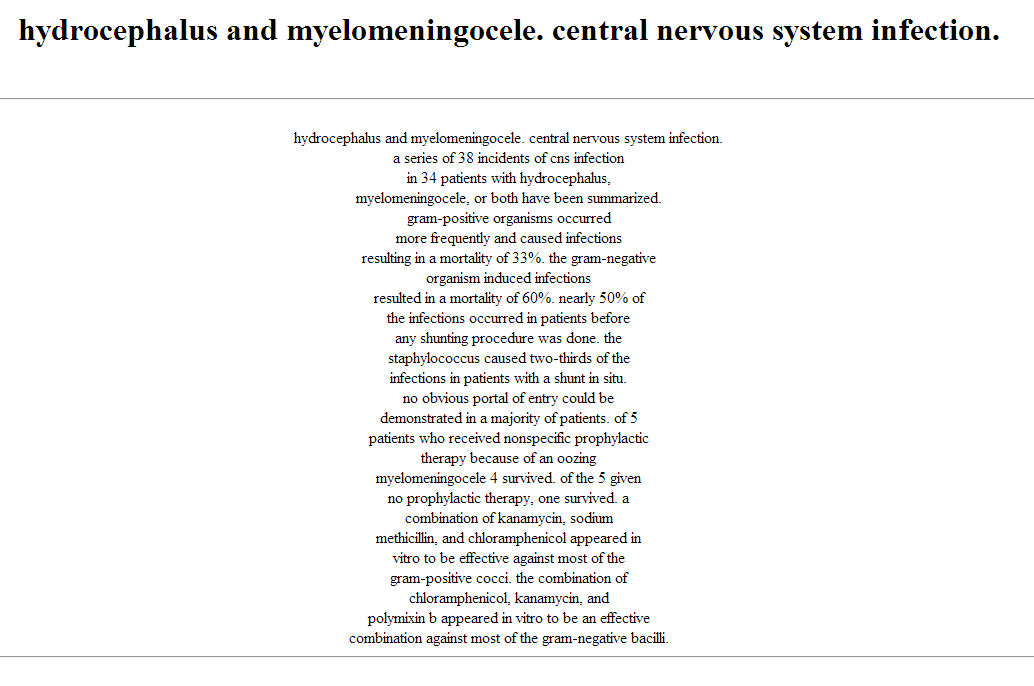 hydrocephalus and myelomeningocele. central nervous system infection.
hydrocephalus and myelomeningocele. central nervous system infection.
a series of 38 incidents of cns infection
in 34 patients with hydrocephalus,
myelomeningocele, or both have been summarized.
gram-positive organisms occurred
more frequently and caused infections
resulting in a mortality of 33%. the gram-negative
organism induced infections
resulted in a mortality of 60%. nearly 50% of
the infections occurred in patients before
any shunting procedure was done. the
staphylococcus caused two-thirds of the
infections in patients with a shunt in situ.
no obvious portal of entry could be
demonstrated in a majority of patients. of 5
patients who received nonspecific prophylactic
therapy because of an oozing
myelomeningocele 4 survived. of the 5 given
no prophylactic therapy, one survived. a
combination of kanamycin, sodium
methicillin, and chloramphenicol appeared in
vitro to be effective against most of the
gram-positive cocci. the combination of
chloramphenicol, kanamycin, and
polymixin b appeared in vitro to be an effective
combination against most of the gram-negative bacilli.